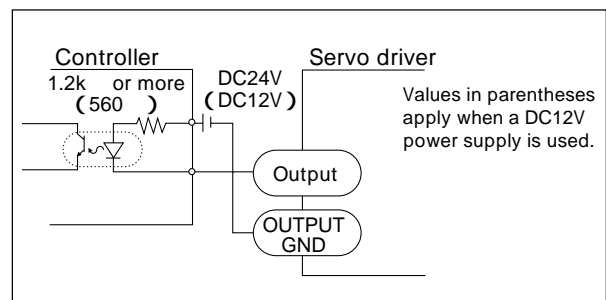 Controller
1.2k or more
(560 )
DC24V
(DC12V)
Servo driver
Values in parentheses
apply when a DC12V
power supply is used.
Output
OUTPUT
GND